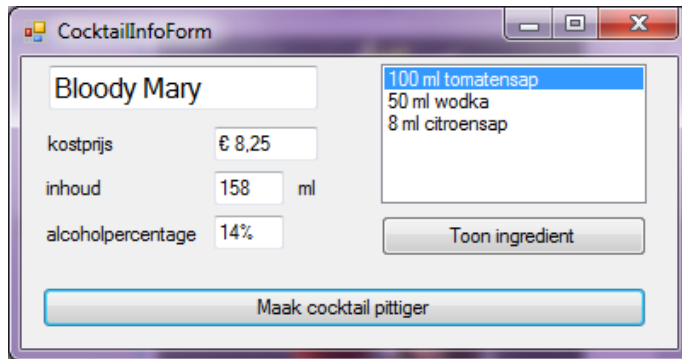 CocktailInfoForm
Bloody Mary
kostprijs € 8,25
inhoud 158 ml
alcoholpercentage 14%
100 ml tomatensap
50 ml wodka
8 ml citroensap
Toon ingredient
Maak cocktail pittiger